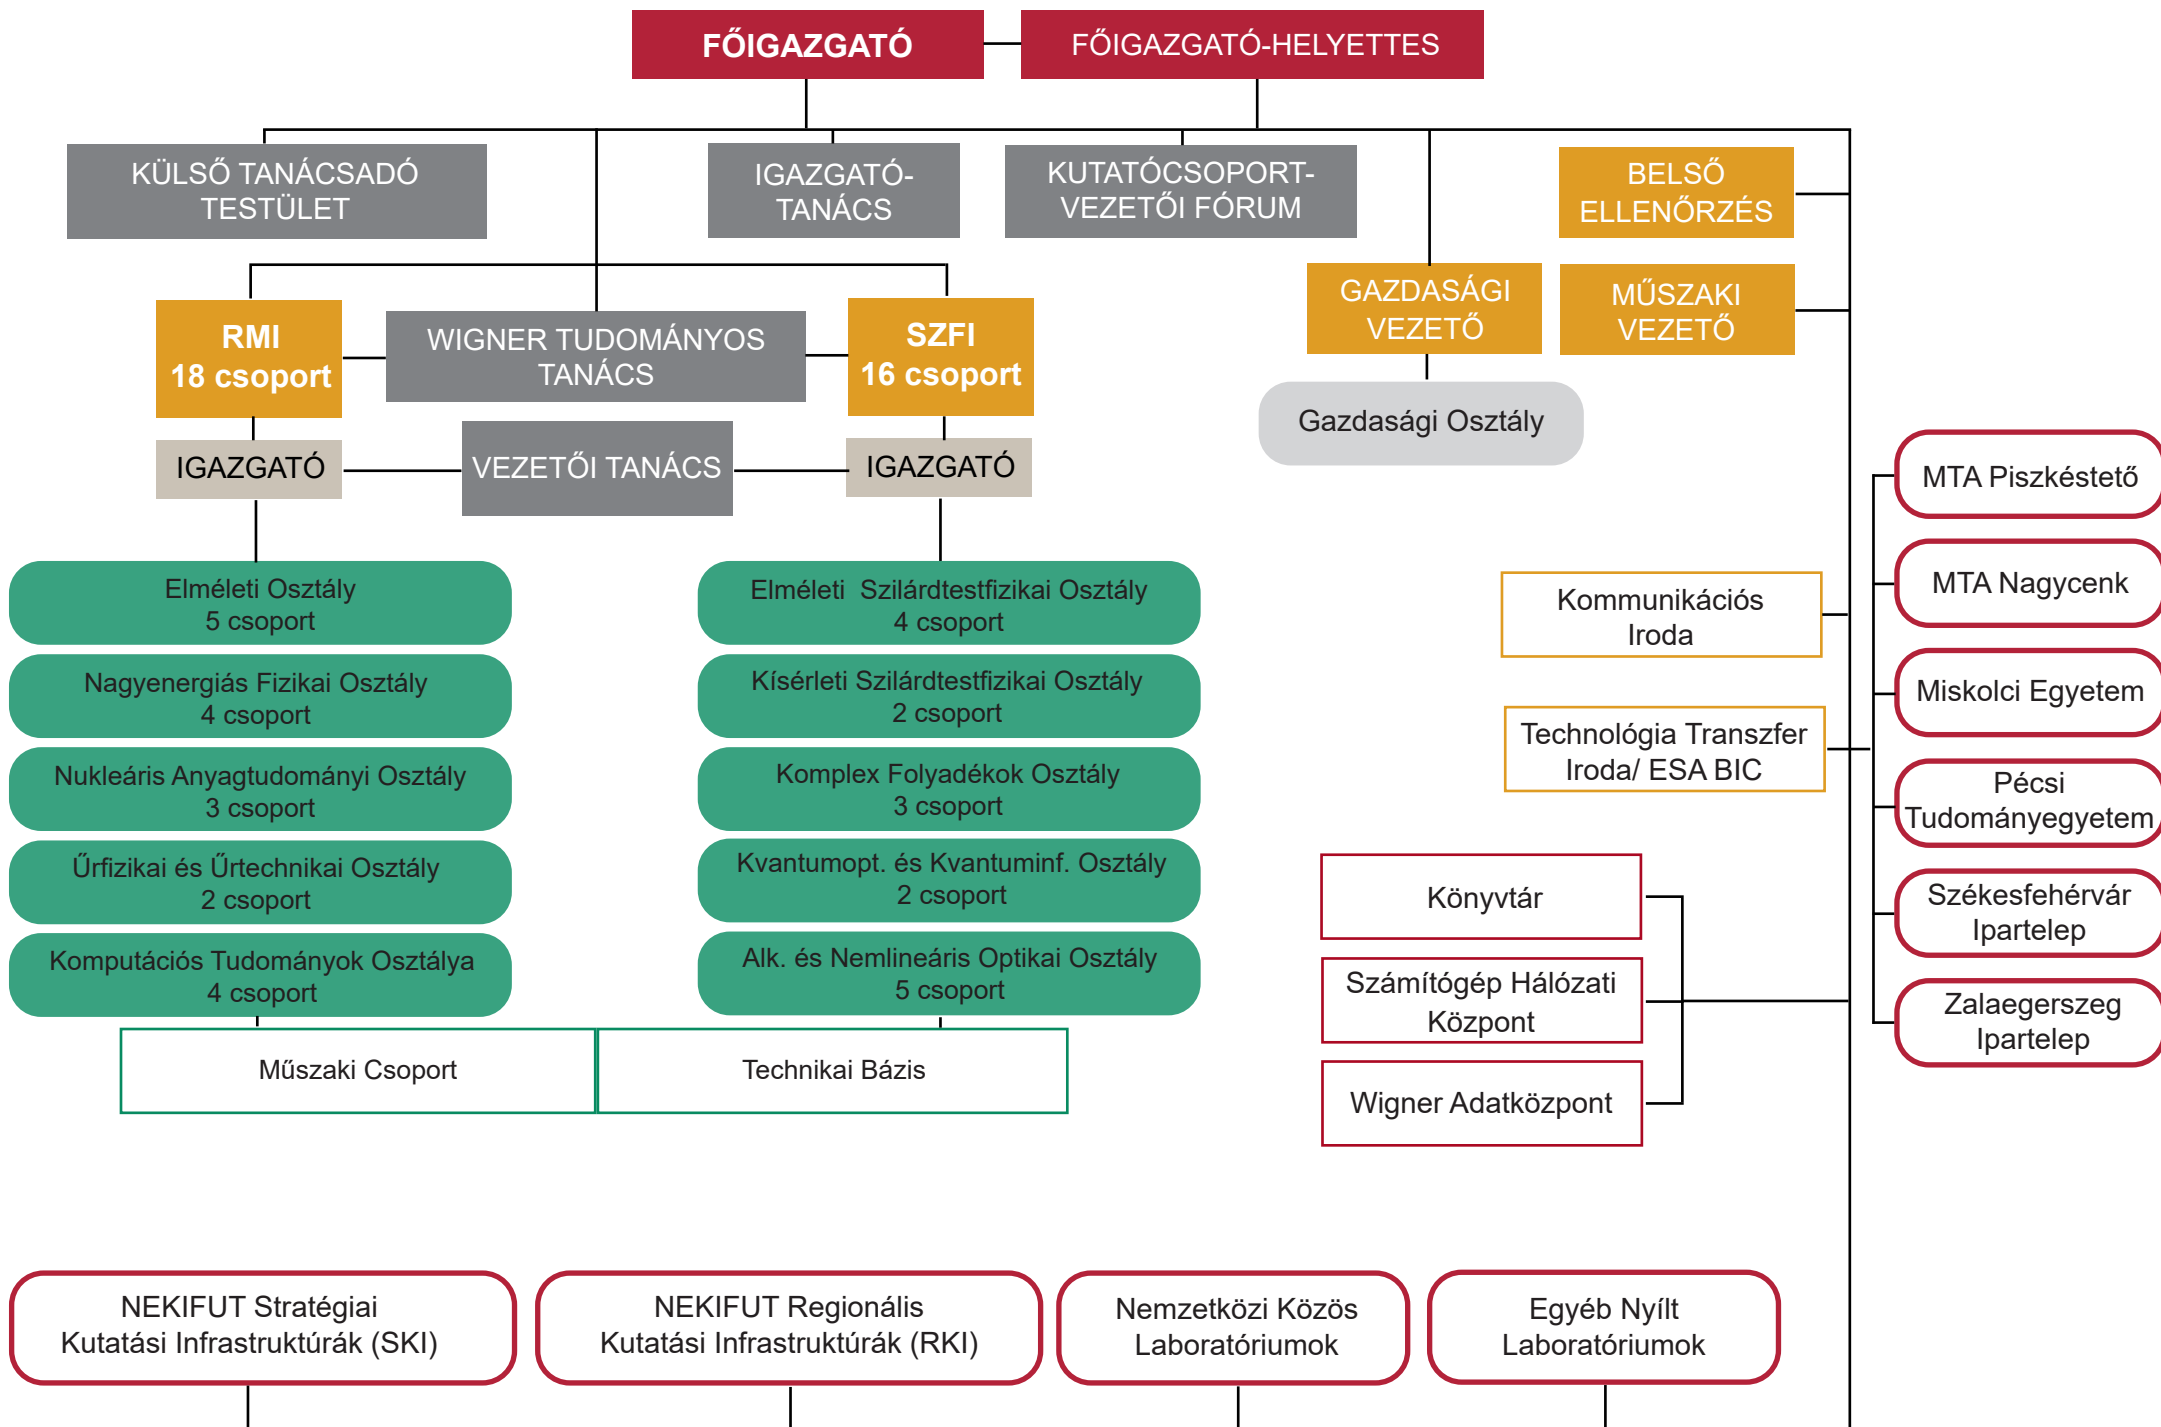 FŐIGAZGATÓ
FŐIGAZGATÓ-HELYETTES
KÜLSŐ TANÁCSADÓ
TESTÜLET
IGAZGATÓ-
TANÁCS
KUTATÓCSOPORT-
VEZETŐI FÓRUM
BELSŐ
ELLENŐRZÉS
GAZDASÁGI
VEZETŐ
MŰSZAKI
VEZETŐ
RMI
18 csoport
WIGNER TUDOMÁNYOS
TANÁCS
SZFI
16 csoport
Gazdasági Osztály
IGAZGATÓ
VEZETŐI TANÁCS
IGAZGATÓ
Elméleti Osztály
5 csoport
Nagyenergiás Fizikai Osztály
4 csoport
Nukleáris Anyagtudományi Osztály
3 csoport
Űrfizikai és Űrtechnikai Osztály
2 csoport
Komputációs Tudományok Osztálya
4 csoport
Elméleti  Szilárdtestfizikai Osztály
4 csoport
Kísérleti Szilárdtestfizikai Osztály
2 csoport
Komplex Folyadékok Osztály
3 csoport
Kvantumopt. és Kvantuminf. Osztály
2 csoport
Alk. és Nemlineáris Optikai Osztály
5 csoport
Műszaki Csoport
Technikai Bázis
Kommunikációs
Iroda
Technológia Transzfer
Iroda/ ESA BIC
Könyvtár
Számítógép Hálózati
Központ
Wigner Adatközpont
MTA Piszkéstető
MTA Nagycenk
Miskolci Egyetem
Pécsi
Tudományegyetem
Székesfehérvár
Ipartelep
Zalaegerszeg
Ipartelep
NEKIFUT Stratégiai
Kutatási Infrastruktúrák (SKI)
NEKIFUT Regionális
Kutatási Infrastruktúrák (RKI)
Nemzetközi Közös
Laboratóriumok
Egyéb Nyílt
Laboratóriumok